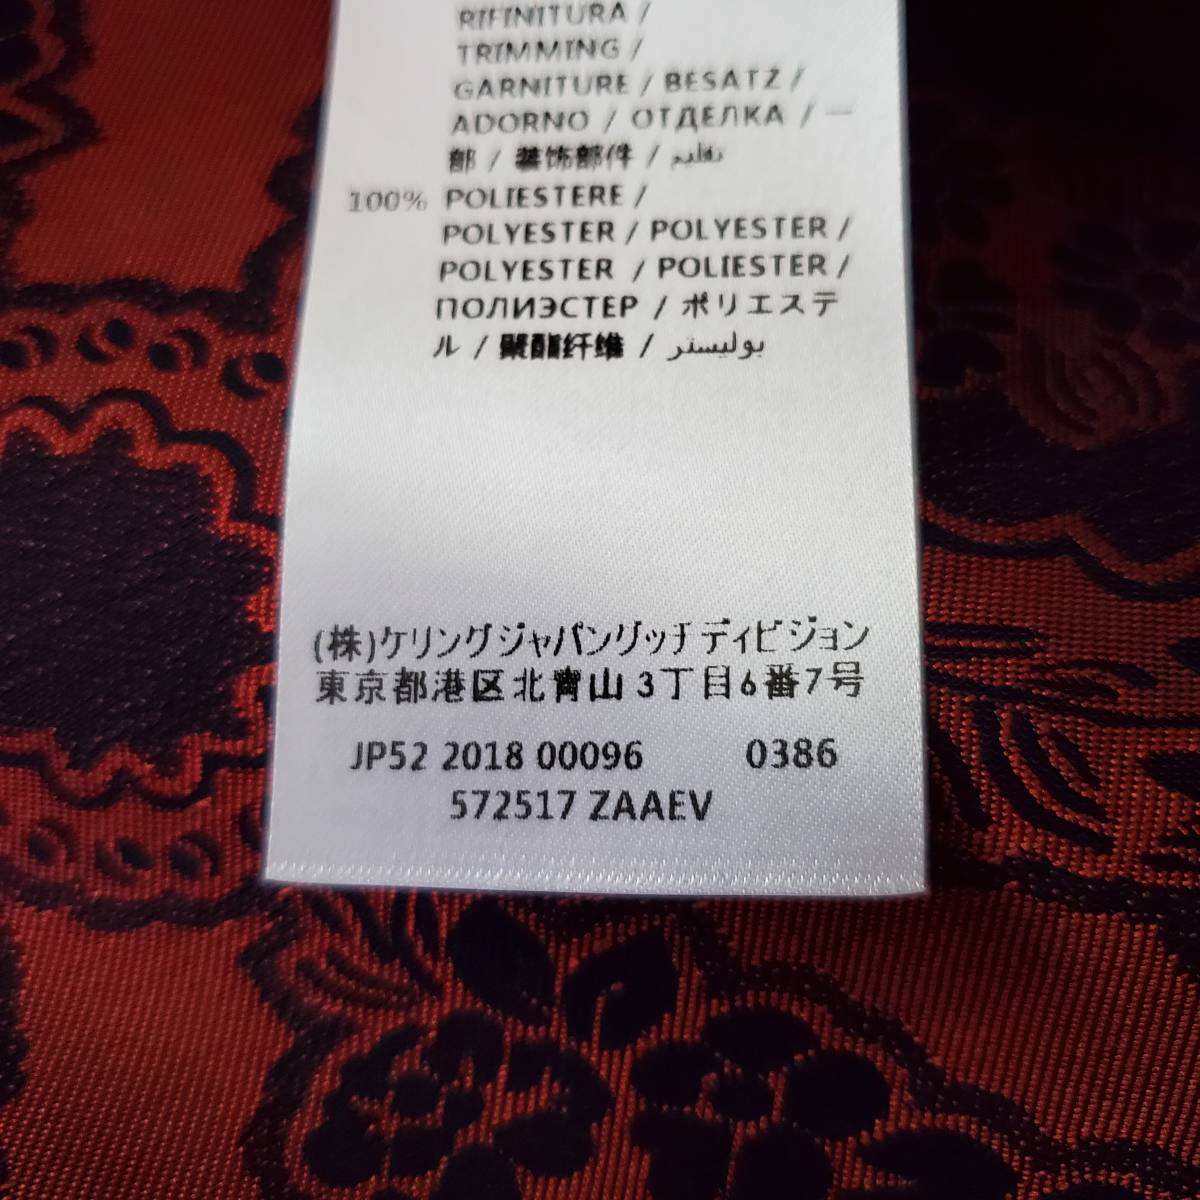 RIFINITURA /
TRIMMING /
GARNITURE / BESATZ /
ADORNO / ОТДЕЛКА / 一
部 / 装饰部件 / تقليم
100% POLIESTERE /
POLYESTER / POLYESTER /
POLYESTER / POLIESTER /
ПОЛИЭСТЕР / ポリエステ
ル / 聚酯纤维 / بوليستر
(株)ケリングジャパングッチディビジョン
東京都港区北青山3丁目6番7号
JP52 2018 00096 0386
572517 ZAAEV